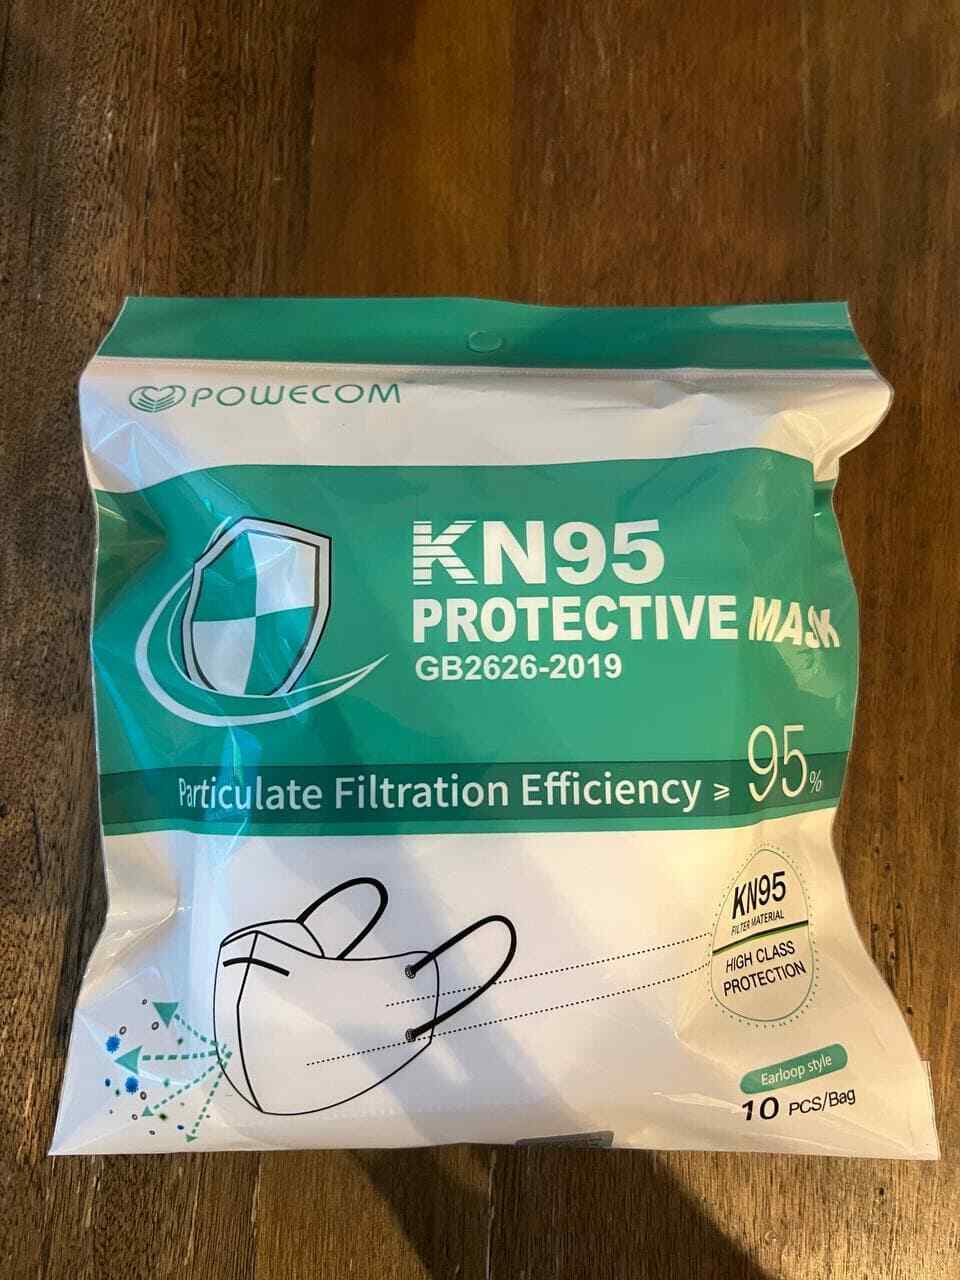 POWECOM
KN95
PROTECTIVE MASK
GB2626-2019
Particulate Filtration Efficiency ≥ 95%
KN95
FILTER MATERIAL
HIGH CLASS
PROTECTION
Earloop style
10 PCS/Bag